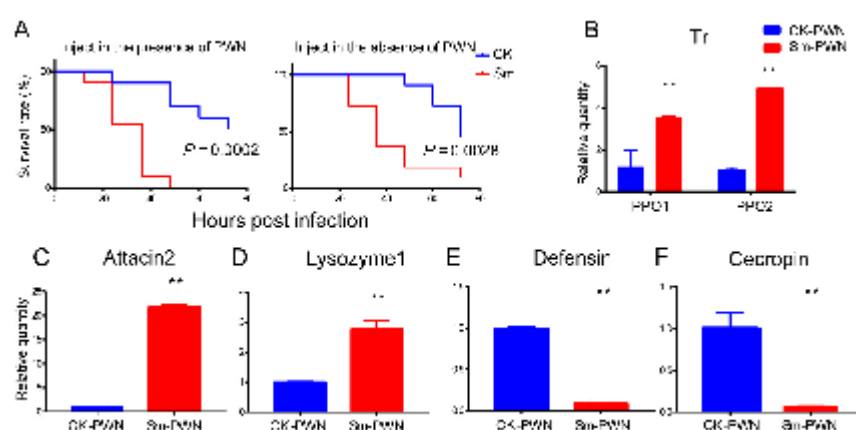 A
B
Inject in the presence of PWN
Inject in the absence of PWN
CK
Sm
Tr
CK-PWN
Sm-PWN
Survival rate (%)
P = 0.0002
P = 0.0028
Relative quantity
**
**
PPO1
PPO2
Hours post infection
C
Attacin2
D
Lysozyme1
E
Defensin
F
Cecropin
Relative quantity
**
**
**
**
CK-PWN
Sm-PWN
CK-PWN
Sm-PWN
CK-PWN
Sm-PWN
CK-PWN
Sm-PWN